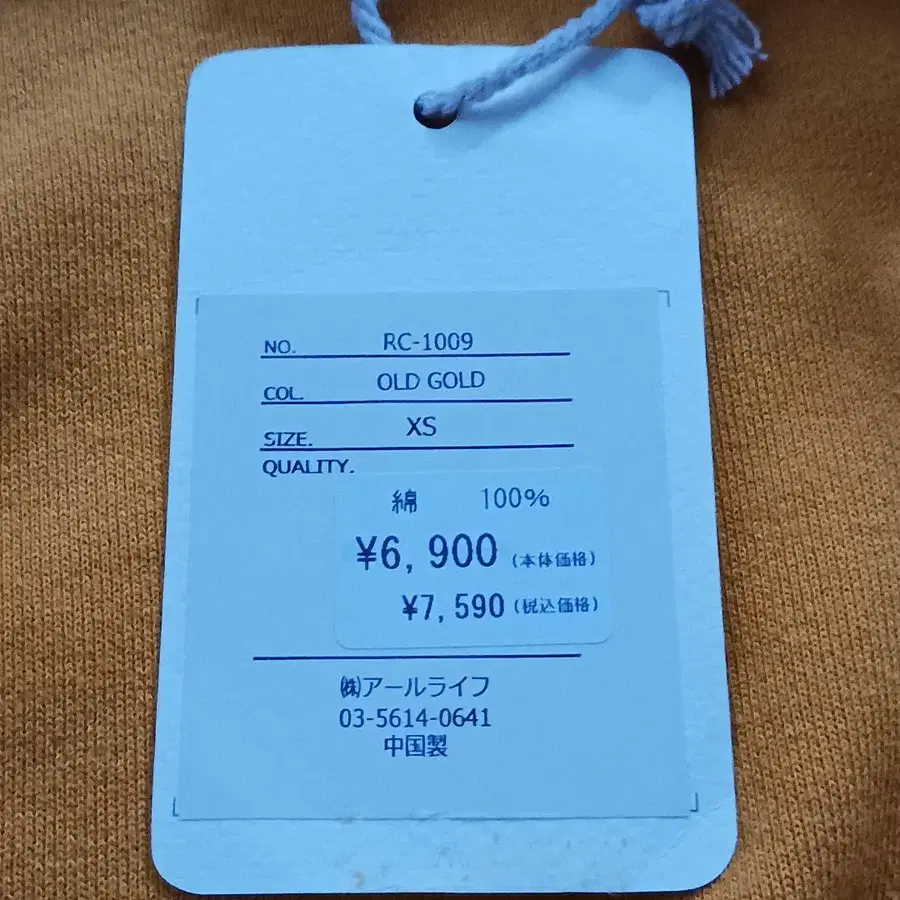 NO. RC-1009
COL. OLD GOLD
SIZE. XS
QUALITY.
綿 100%
¥6,900 (本体価格)
¥7,590 (税込価格)
㈱アールライフ
03-5614-0641
中国製